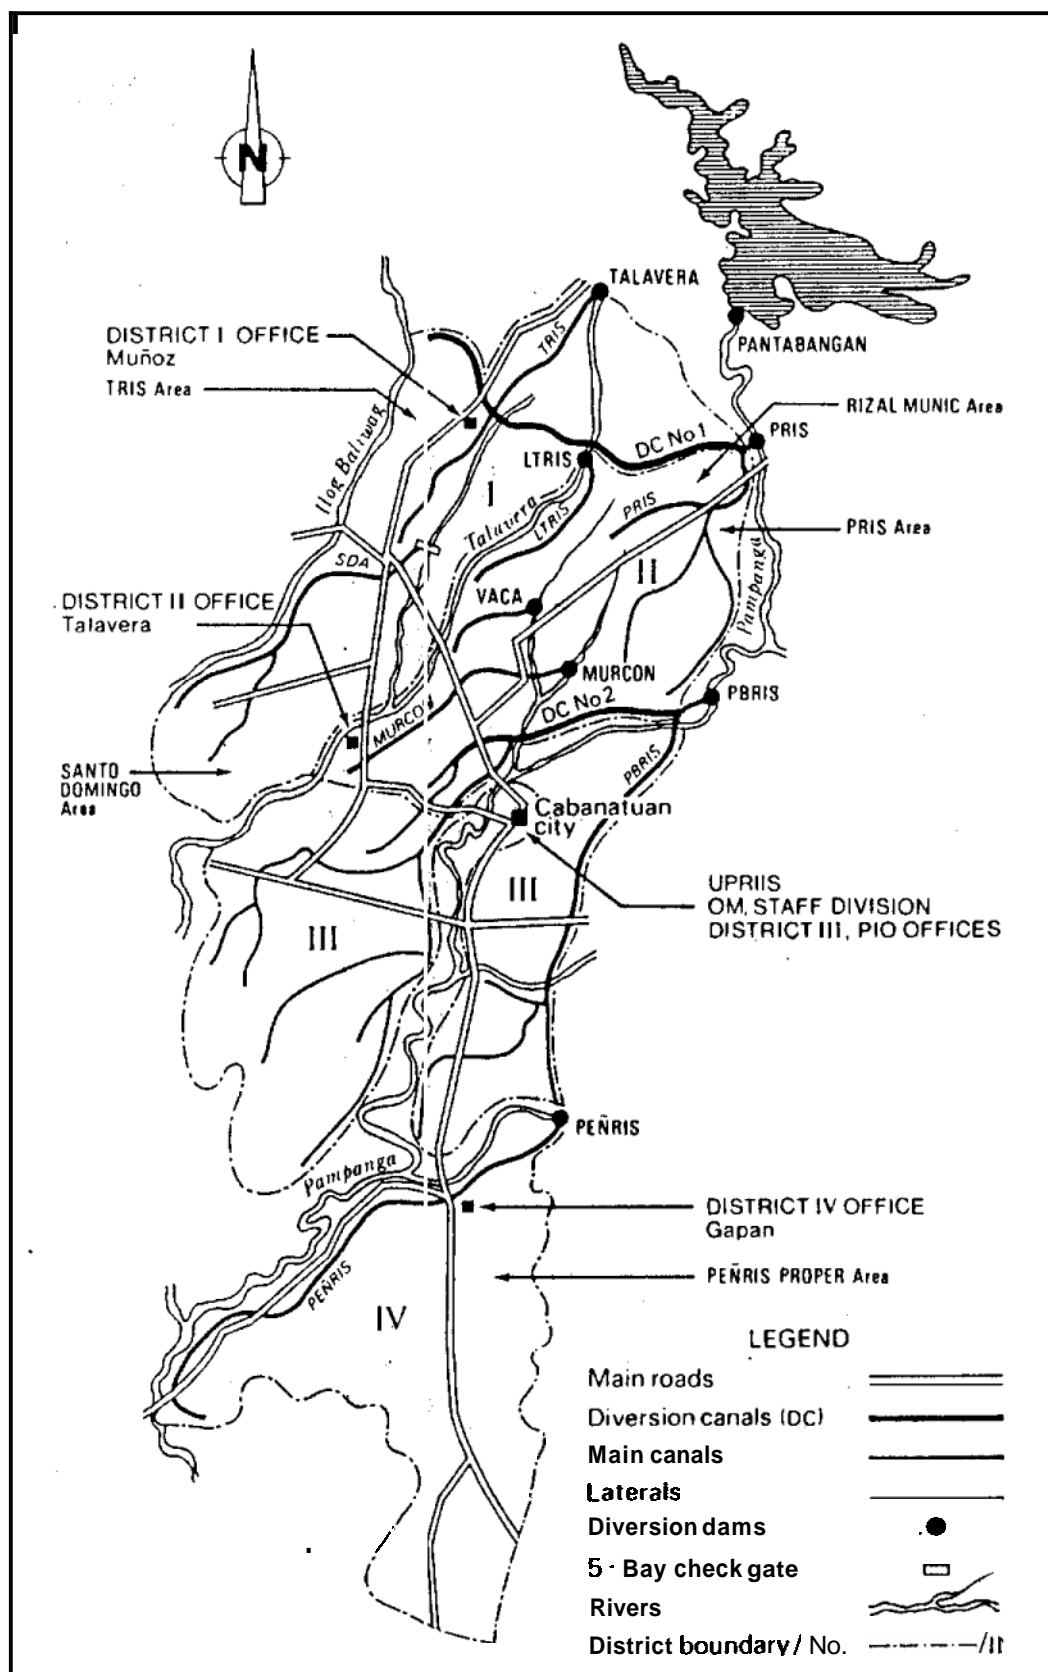 N
TALAVERA
PANTABANGAN
DISTRICT I OFFICE
Muñoz
TRIS Area
TRIS
RIZAL MUNIC Area
PRIS
DC No 1
LTRIS
Ilog Baliwag
I
Talavera
LTRIS
PRIS
PRIS Area
SDA
II
Pampanga
DISTRICT II OFFICE
Talavera
VACA
MURCON
PBRIS
DC No 2
MURCO
PBRIS
SANTO
DOMINGO
Area
Cabanatuan
city
III
III
UPRIIS
OM, STAFF DIVISION
DISTRICT III, PIO OFFICES
PEÑRIS
Pampanga
DISTRICT IV OFFICE
Gapan
PEÑRIS PROPER Area
PEÑRIS
IV
LEGEND
Main roads
Diversion canals (DC)
Main canals
Laterals
Diversion dams
5 - Bay check gate
Rivers
District boundary / No. /II